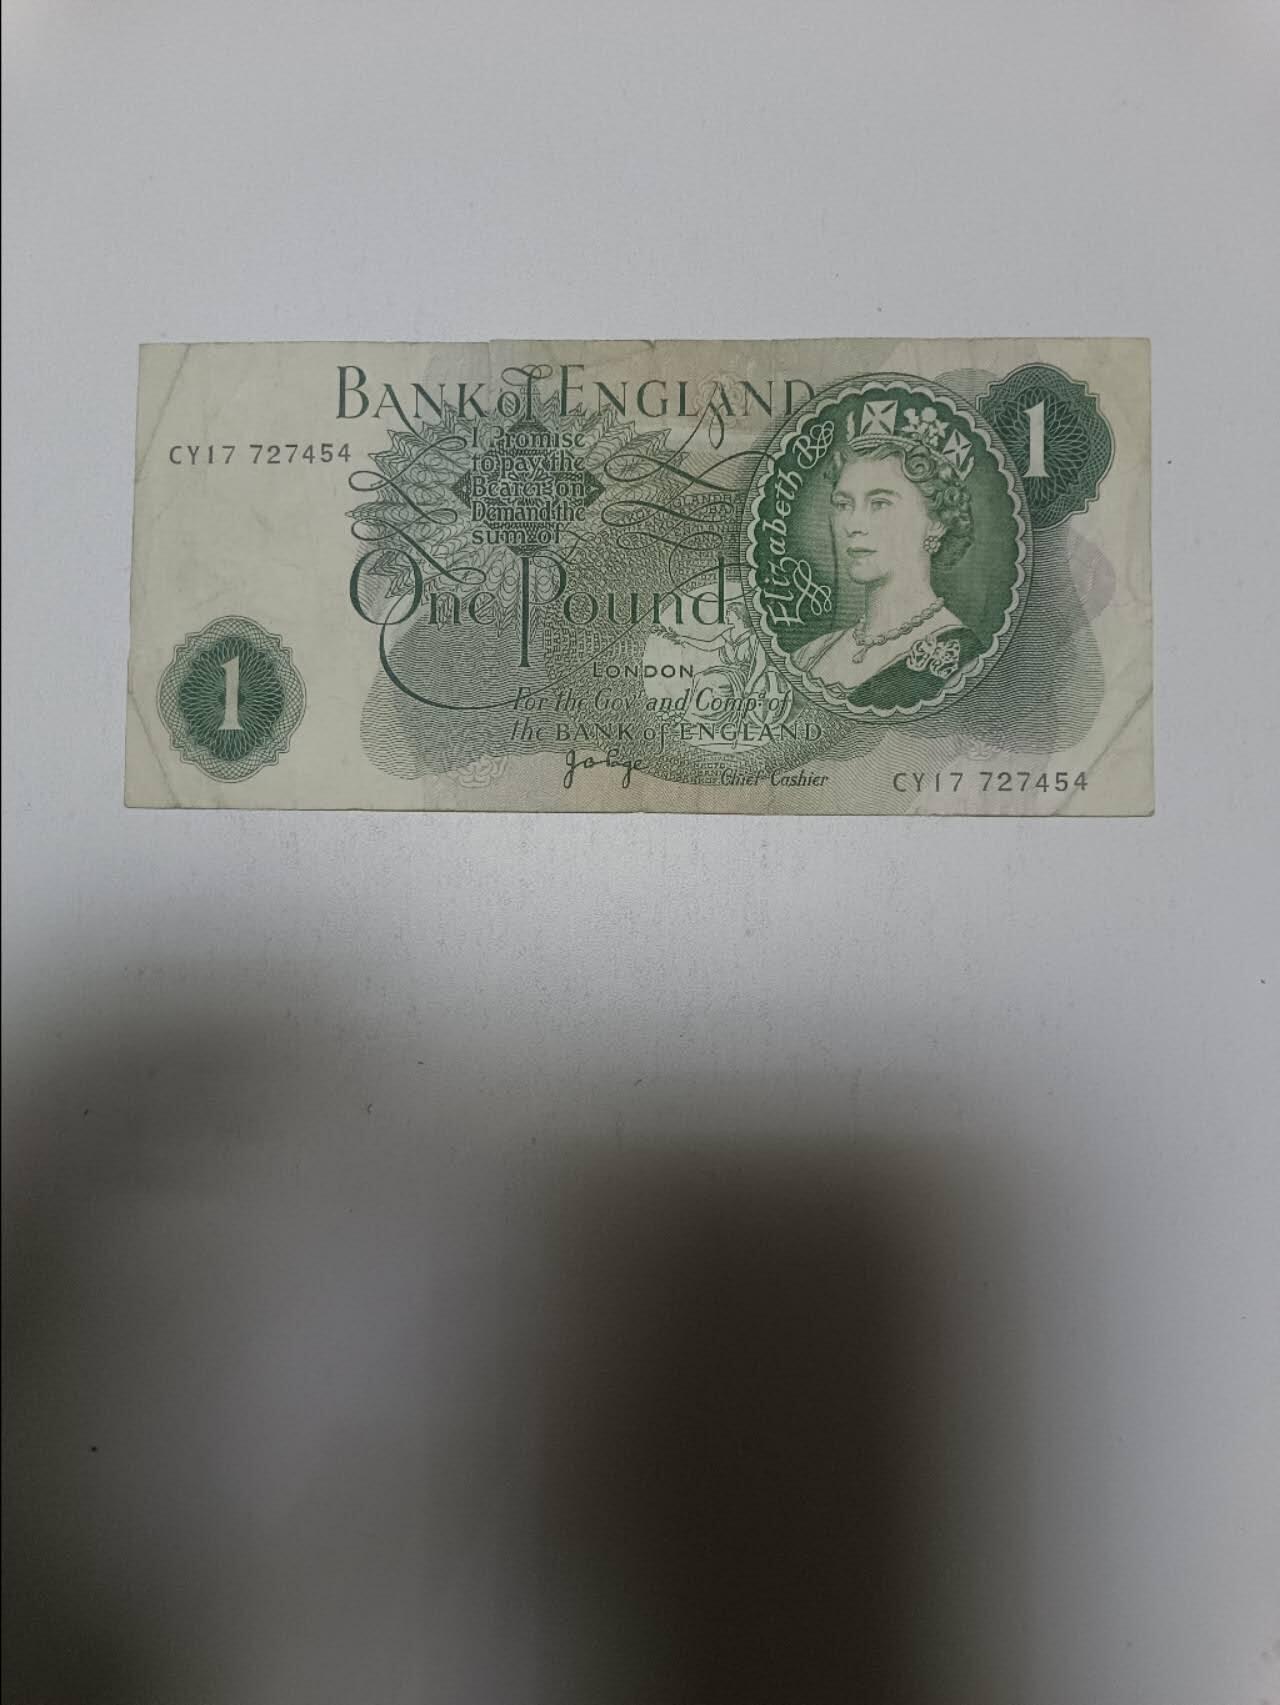 BANK of ENGLAND
CY17 727454
I Promise
to pay the
Bearer on
Demand the
sum of
One Pound
LONDON
For the Govr and Compa of
the BANK of ENGLAND
Chief Cashier
Elizabeth R
1
1
CY17 727454